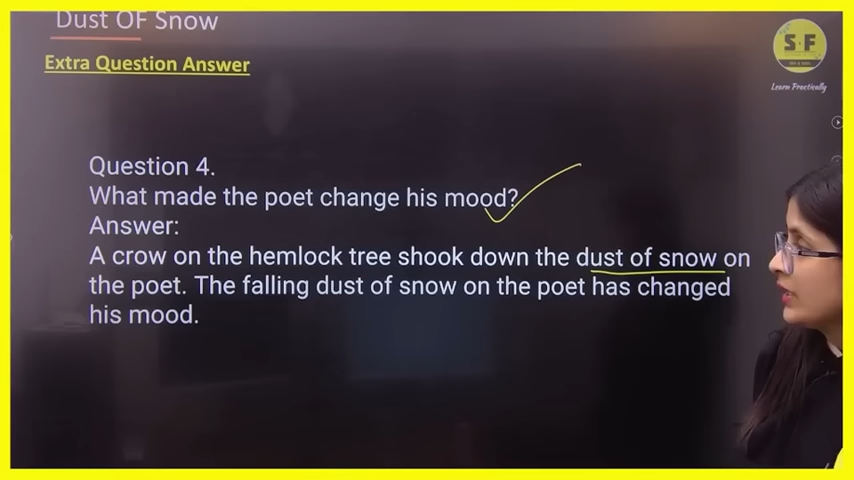 Dust OF Snow
Extra Question Answer
S F
Learn Practically
Question 4.
What made the poet change his mood?
Answer:
A crow on the hemlock tree shook down the dust of snow on
the poet. The falling dust of snow on the poet has changed
his mood.